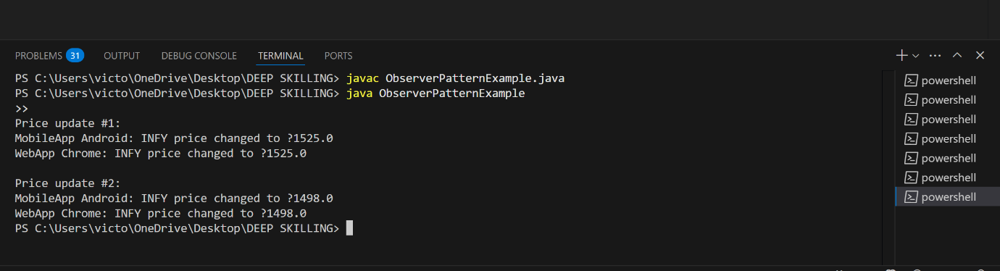 PROBLEMS 31 OUTPUT DEBUG CONSOLE TERMINAL PORTS
PS C:\Users\victo\OneDrive\Desktop\DEEP SKILLING> javac ObserverPatternExample.java
PS C:\Users\victo\OneDrive\Desktop\DEEP SKILLING> java ObserverPatternExample
>>
Price update #1:
MobileApp Android: INFY price changed to ?1525.0
WebApp Chrome: INFY price changed to ?1525.0
Price update #2:
MobileApp Android: INFY price changed to ?1498.0
WebApp Chrome: INFY price changed to ?1498.0
PS C:\Users\victo\OneDrive\Desktop\DEEP SKILLING>
powershell
powershell
powershell
powershell
powershell
powershell
powershell